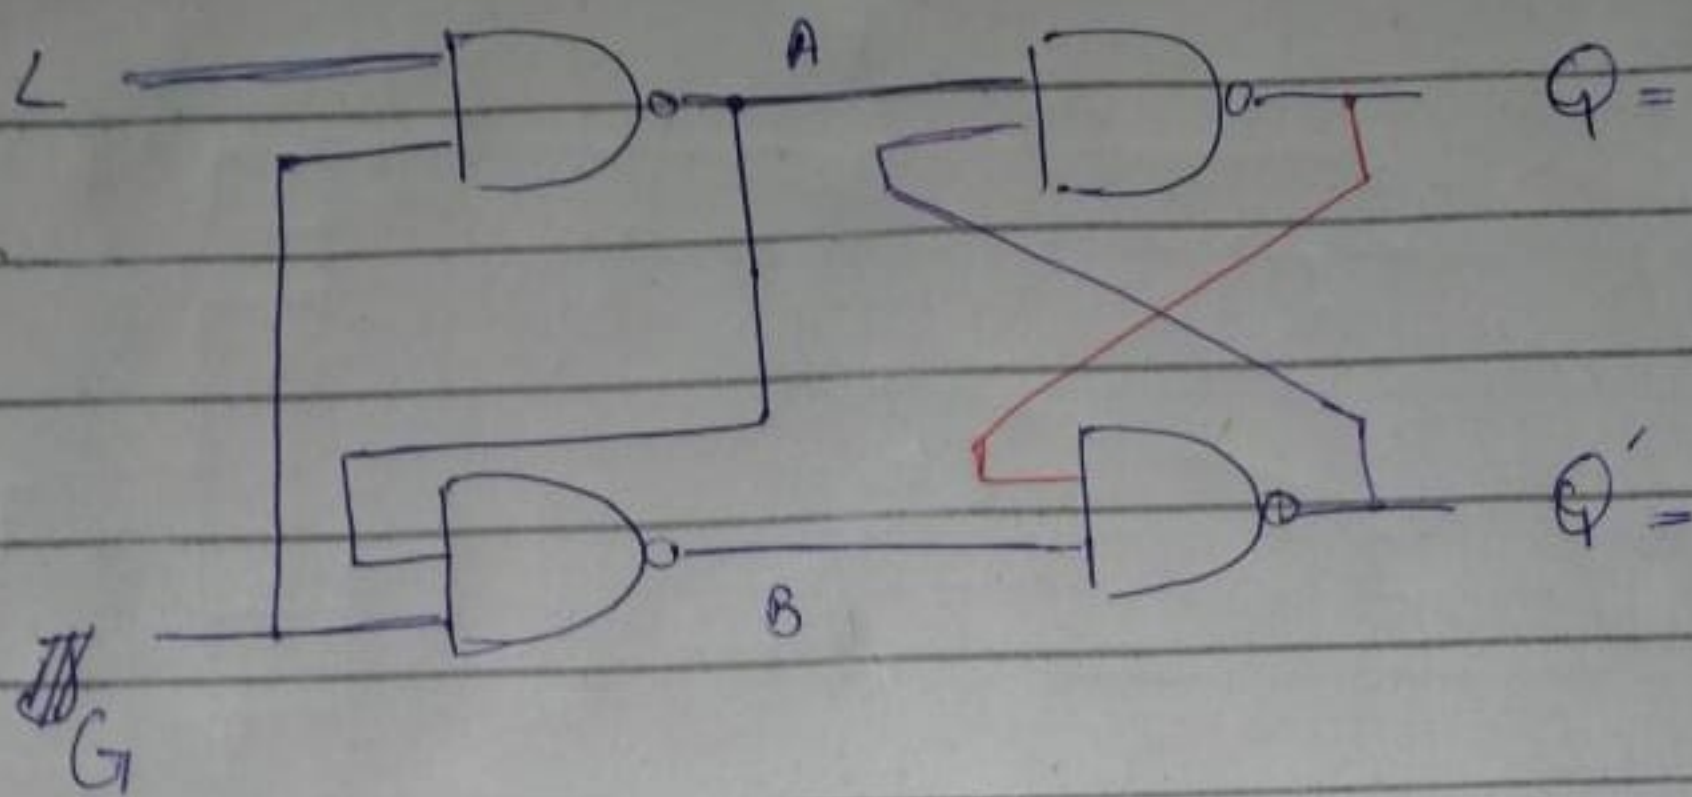 L
A
Q =
Q' =
B
G